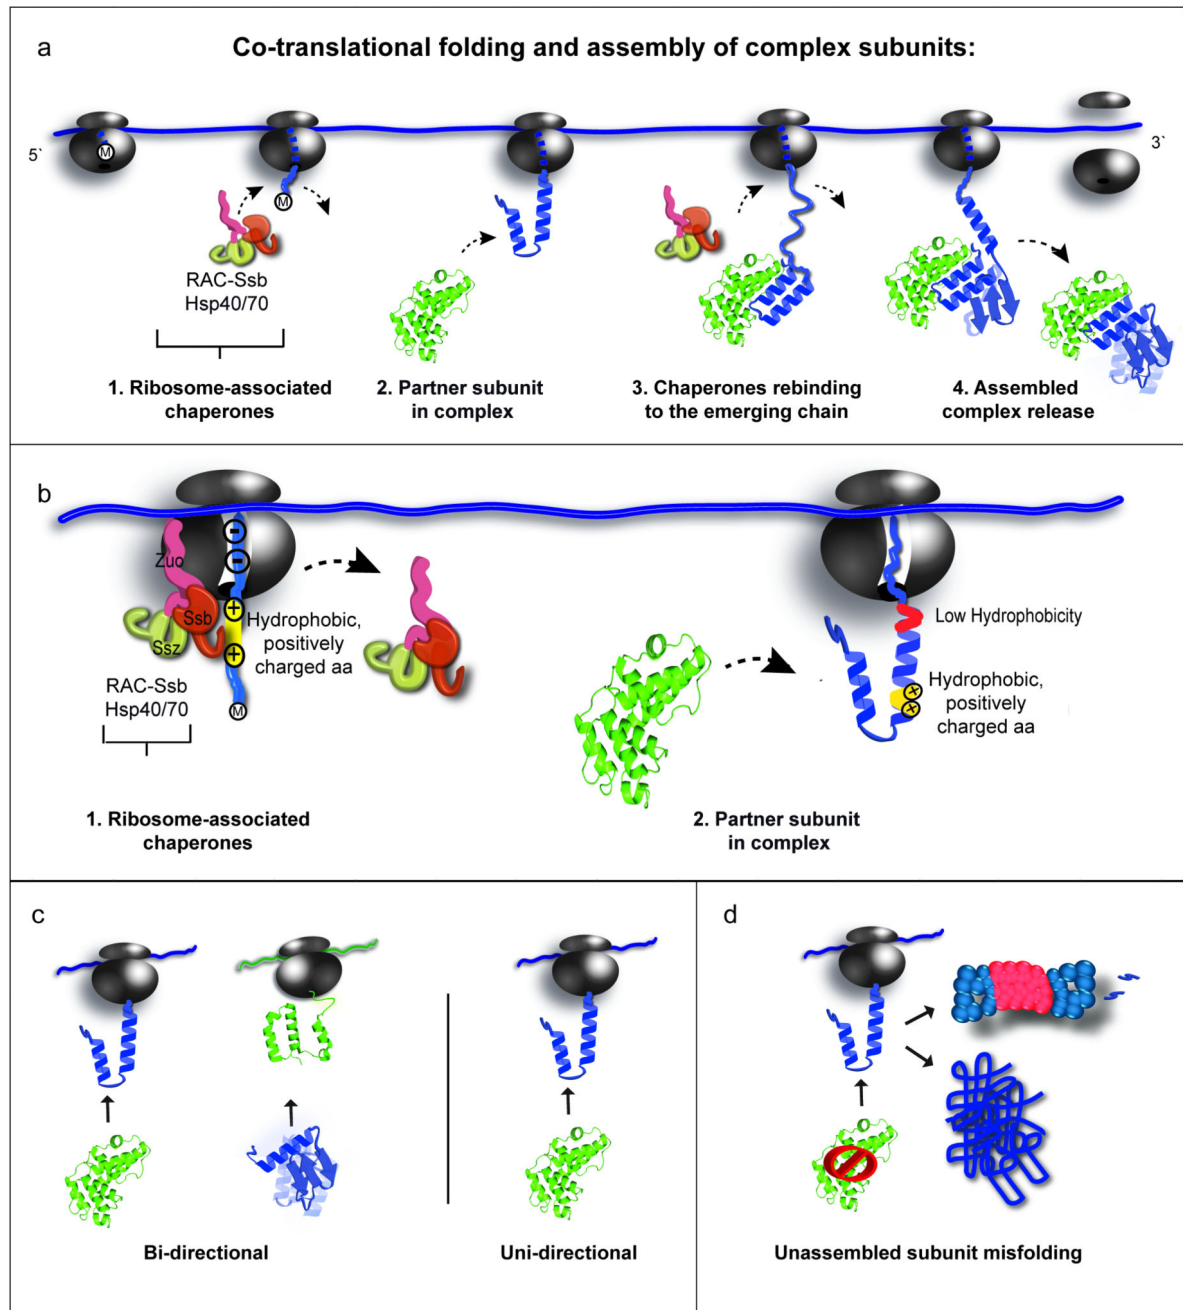 a
Co-translational folding and assembly of complex subunits:
5`
M
M
3`
RAC-Ssb
Hsp40/70
1. Ribosome-associated
chaperones
2. Partner subunit
in complex
3. Chaperones rebinding
to the emerging chain
4. Assembled
complex release
b
-
-
Zuo
+
Ssb
Ssz
+
Hydrophobic,
positively
charged aa
M
RAC-Ssb
Hsp40/70
Low Hydrophobicity
+
+
Hydrophobic,
positively
charged aa
1. Ribosome-associated
chaperones
2. Partner subunit
in complex
c
Bi-directional
Uni-directional
d
Unassembled subunit misfolding